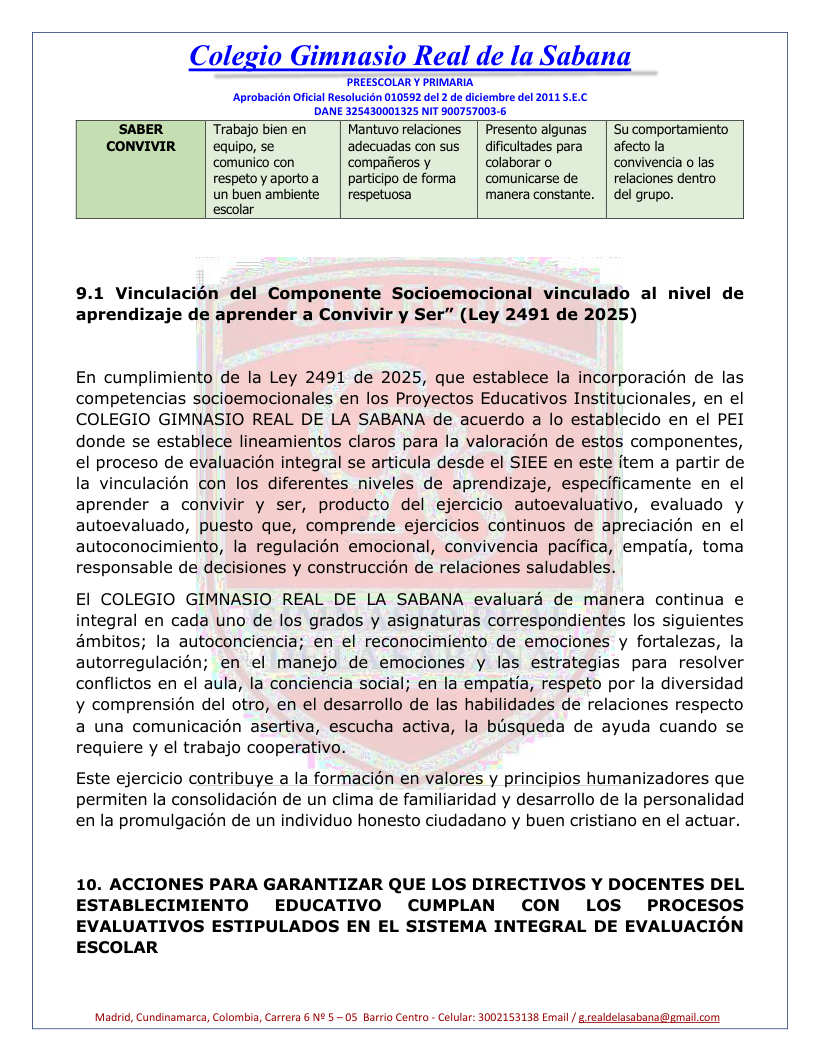 Colegio Gimnasio Real de la Sabana
PREESCOLAR Y PRIMARIA
Aprobación Oficial Resolución 010592 del 2 de diciembre del 2011 S.E.C
DANE 325430001325 NIT 900757003-6
SABER
CONVIVIR
Trabajo bien en
equipo, se
comunico con
respeto y aporto a
un buen ambiente
escolar
Mantuvo relaciones
adecuadas con sus
compañeros y
participo de forma
respetuosa
Presento algunas
dificultades para
colaborar o
comunicarse de
manera constante.
Su comportamiento
afecto la
convivencia o las
relaciones dentro
del grupo.
9.1 Vinculación del Componente Socioemocional vinculado al nivel de
aprendizaje de aprender a Convivir y Ser” (Ley 2491 de 2025)
En cumplimiento de la Ley 2491 de 2025, que establece la incorporación de las
competencias socioemocionales en los Proyectos Educativos Institucionales, en el
COLEGIO GIMNASIO REAL DE LA SABANA de acuerdo a lo establecido en el PEI
donde se establece lineamientos claros para la valoración de estos componentes,
el proceso de evaluación integral se articula desde el SIEE en este ítem a partir de
la vinculación con los diferentes niveles de aprendizaje, específicamente en el
aprender a convivir y ser, producto del ejercicio autoevaluativo, evaluado y
autoevaluado, puesto que, comprende ejercicios continuos de apreciación en el
autoconocimiento, la regulación emocional, convivencia pacífica, empatía, toma
responsable de decisiones y construcción de relaciones saludables.
El COLEGIO GIMNASIO REAL DE LA SABANA evaluará de manera continua e
integral en cada uno de los grados y asignaturas correspondientes los siguientes
ámbitos; la autoconciencia; en el reconocimiento de emociones y fortalezas, la
autorregulación; en el manejo de emociones y las estrategias para resolver
conflictos en el aula, la conciencia social; en la empatía, respeto por la diversidad
y comprensión del otro, en el desarrollo de las habilidades de relaciones respecto
a una comunicación asertiva, escucha activa, la búsqueda de ayuda cuando se
requiere y el trabajo cooperativo.
Este ejercicio contribuye a la formación en valores y principios humanizadores que
permiten la consolidación de un clima de familiaridad y desarrollo de la personalidad
en la promulgación de un individuo honesto ciudadano y buen cristiano en el actuar.
10. ACCIONES PARA GARANTIZAR QUE LOS DIRECTIVOS Y DOCENTES DEL
ESTABLECIMIENTO EDUCATIVO CUMPLAN CON LOS PROCESOS
EVALUATIVOS ESTIPULADOS EN EL SISTEMA INTEGRAL DE EVALUACIÓN
ESCOLAR
Madrid, Cundinamarca, Colombia, Carrera 6 Nº 5 – 05 Barrio Centro - Celular: 3002153138 Email / g.realdelasabana@gmail.com